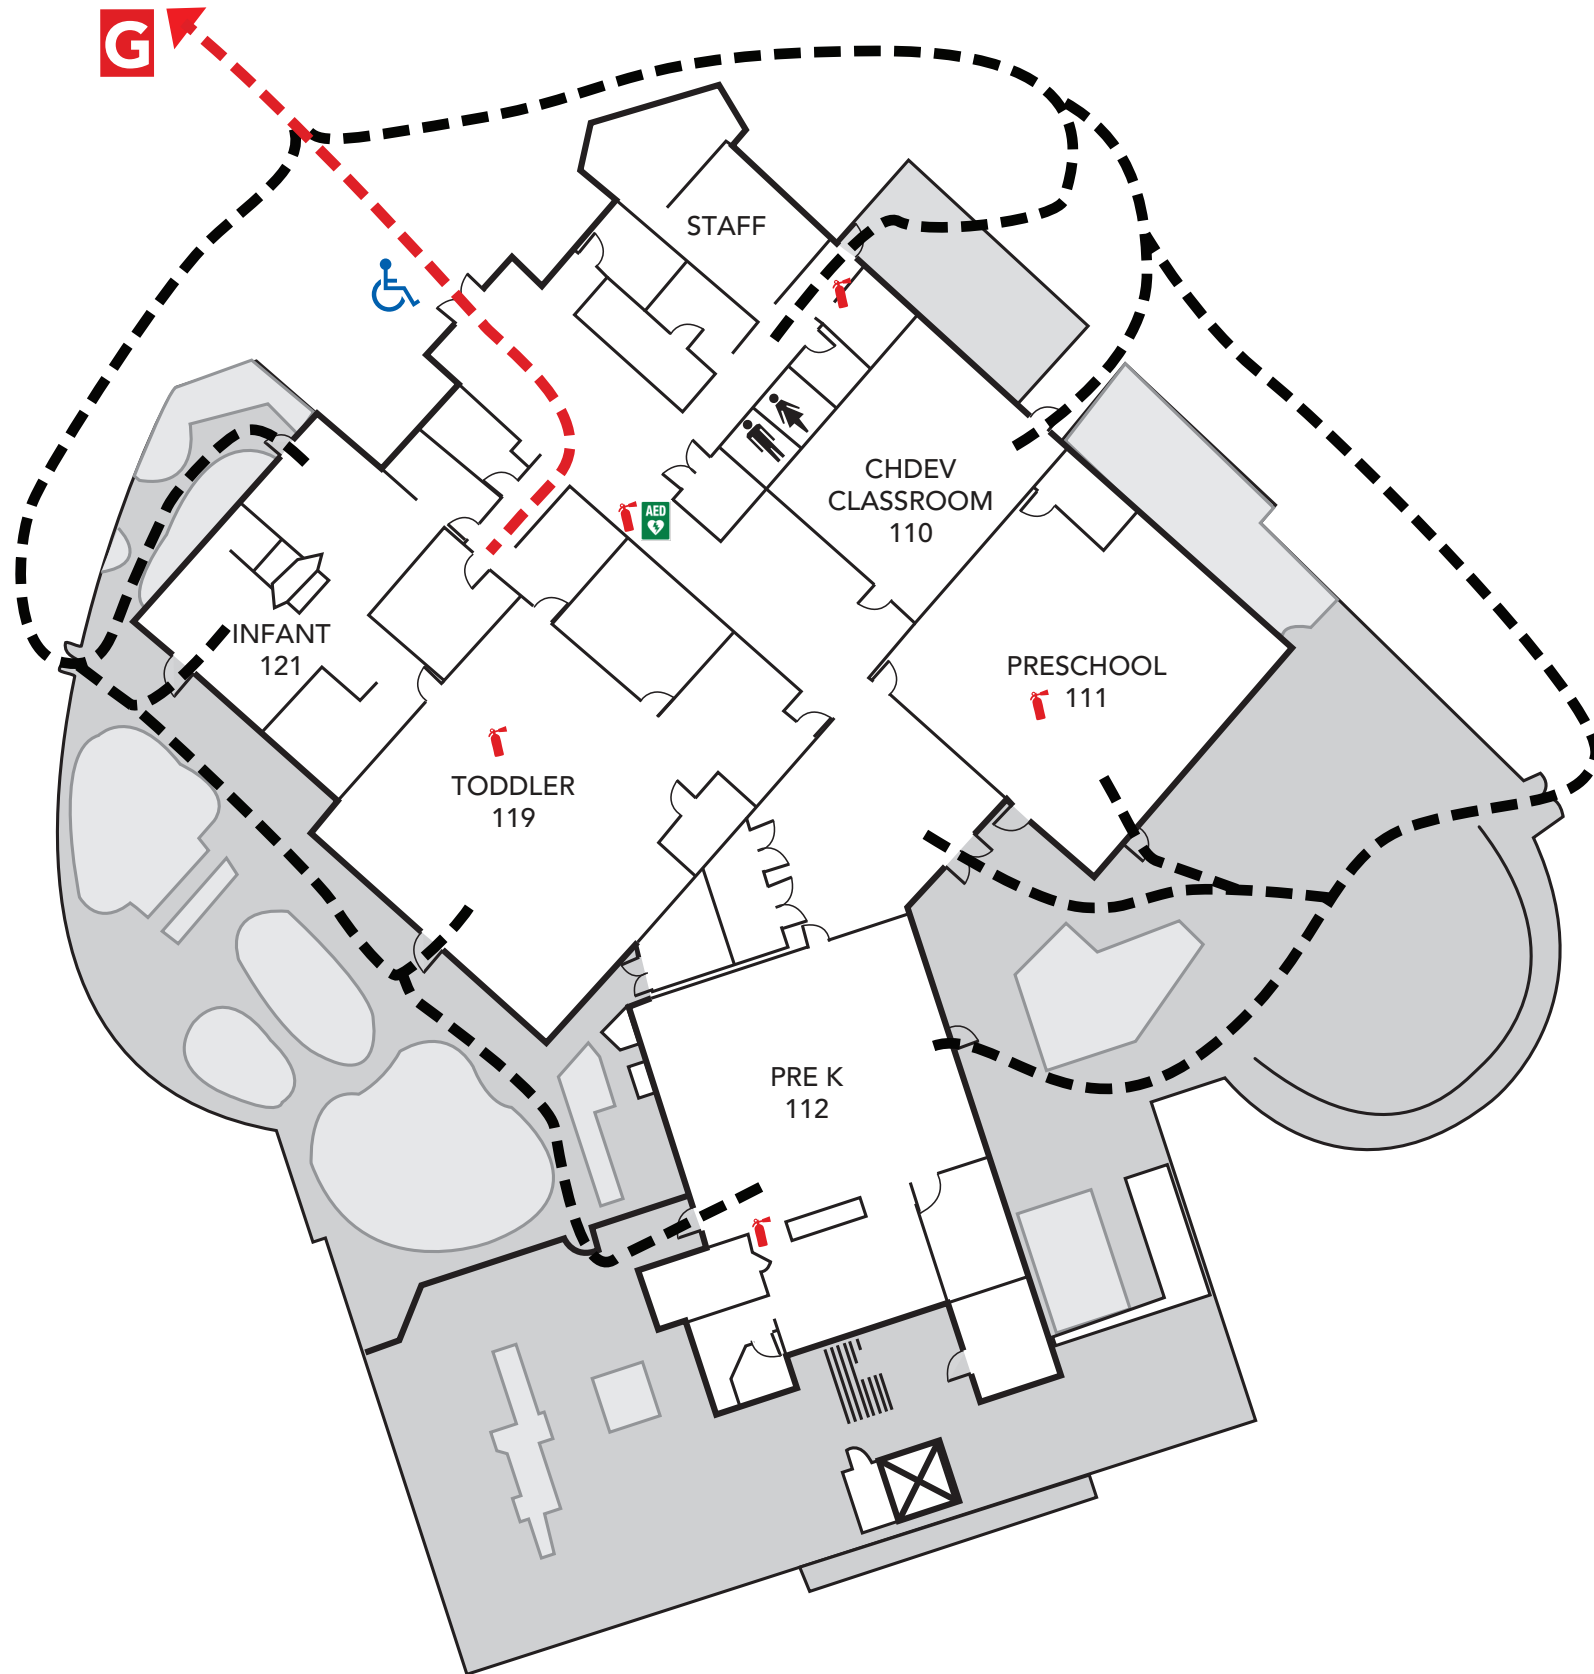 G
STAFF
CHDEV
CLASSROOM
110
AED
INFANT
121
PRESCHOOL
111
TODDLER
119
PRE K
112